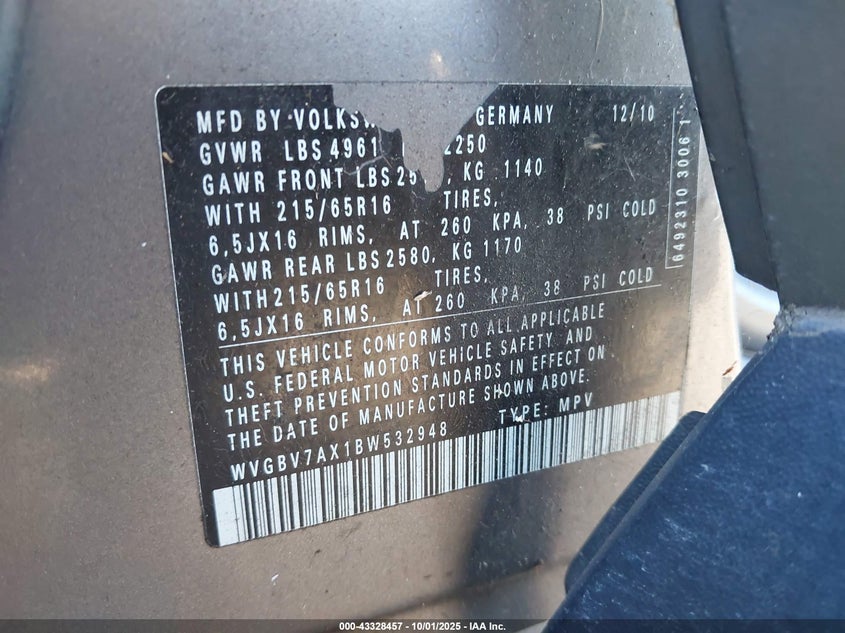 MFD BY VOLKSW GERMANY 12/10
GVWR LBS 4961 2250
GAWR FRONT LBS 25 , KG 1140
WITH 215/65R16 TIRES,
6,5JX16 RIMS, AT 260 KPA, 38 PSI COLD
GAWR REAR LBS 2580, KG 1170
WITH 215/65R16 TIRES,
6,5JX16 RIMS, AT 260 KPA, 38 PSI COLD
THIS VEHICLE CONFORMS TO ALL APPLICABLE
U.S. FEDERAL MOTOR VEHICLE SAFETY AND
THEFT PREVENTION STANDARDS IN EFFECT ON
THE DATE OF MANUFACTURE SHOWN ABOVE.
WVGBV7AX1BW532948 TYPE: MPV
6492310 3006 1
000-43328457 - 10/01/2025 - IAA Inc.